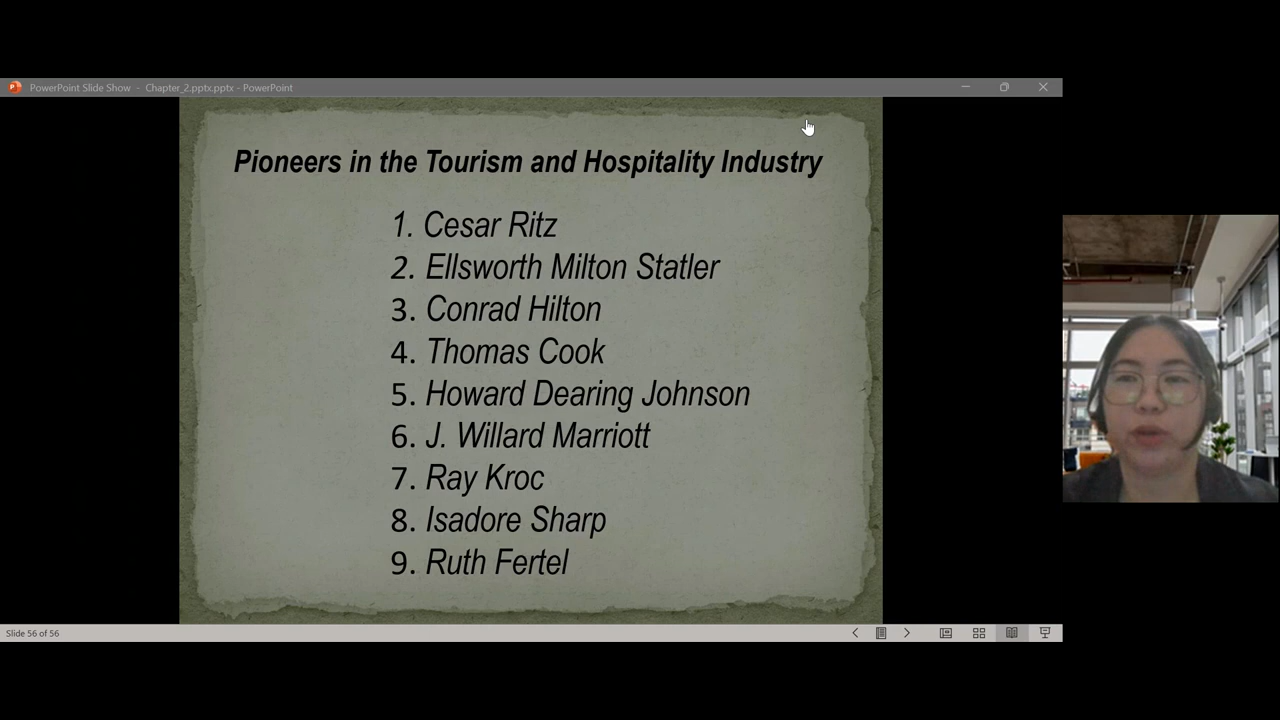 PowerPoint Slide Show - Chapter_2.pptx.pptx - PowerPoint
Pioneers in the Tourism and Hospitality Industry
1. Cesar Ritz
2. Ellsworth Milton Statler
3. Conrad Hilton
4. Thomas Cook
5. Howard Dearing Johnson
6. J. Willard Marriott
7. Ray Kroc
8. Isadore Sharp
9. Ruth Fertel
Slide 56 of 56